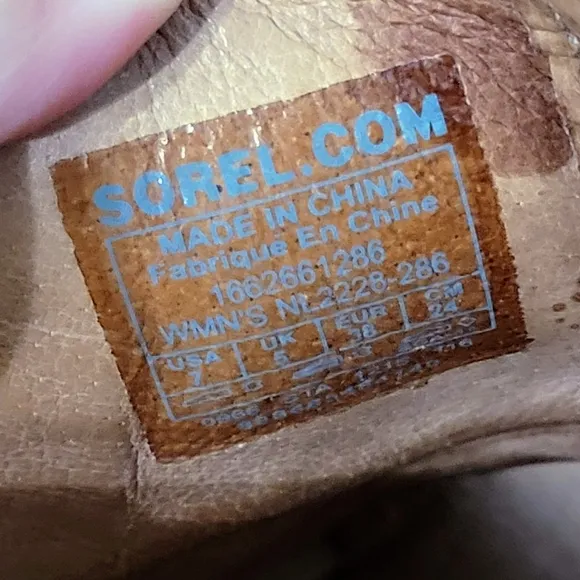 SOREL.COM
MADE IN CHINA
Fabrique En Chine
1662661286
WMN'S NL2226-286
USA UK EUR CM
7 5 38 24